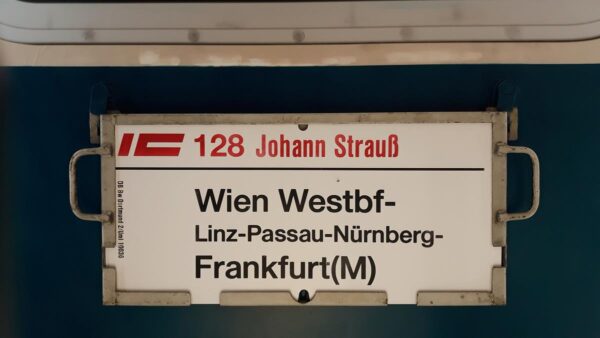 IC 128 Johann Strauß
Wien Westbf-
Linz-Passau-Nürnberg-
Frankfurt(M)